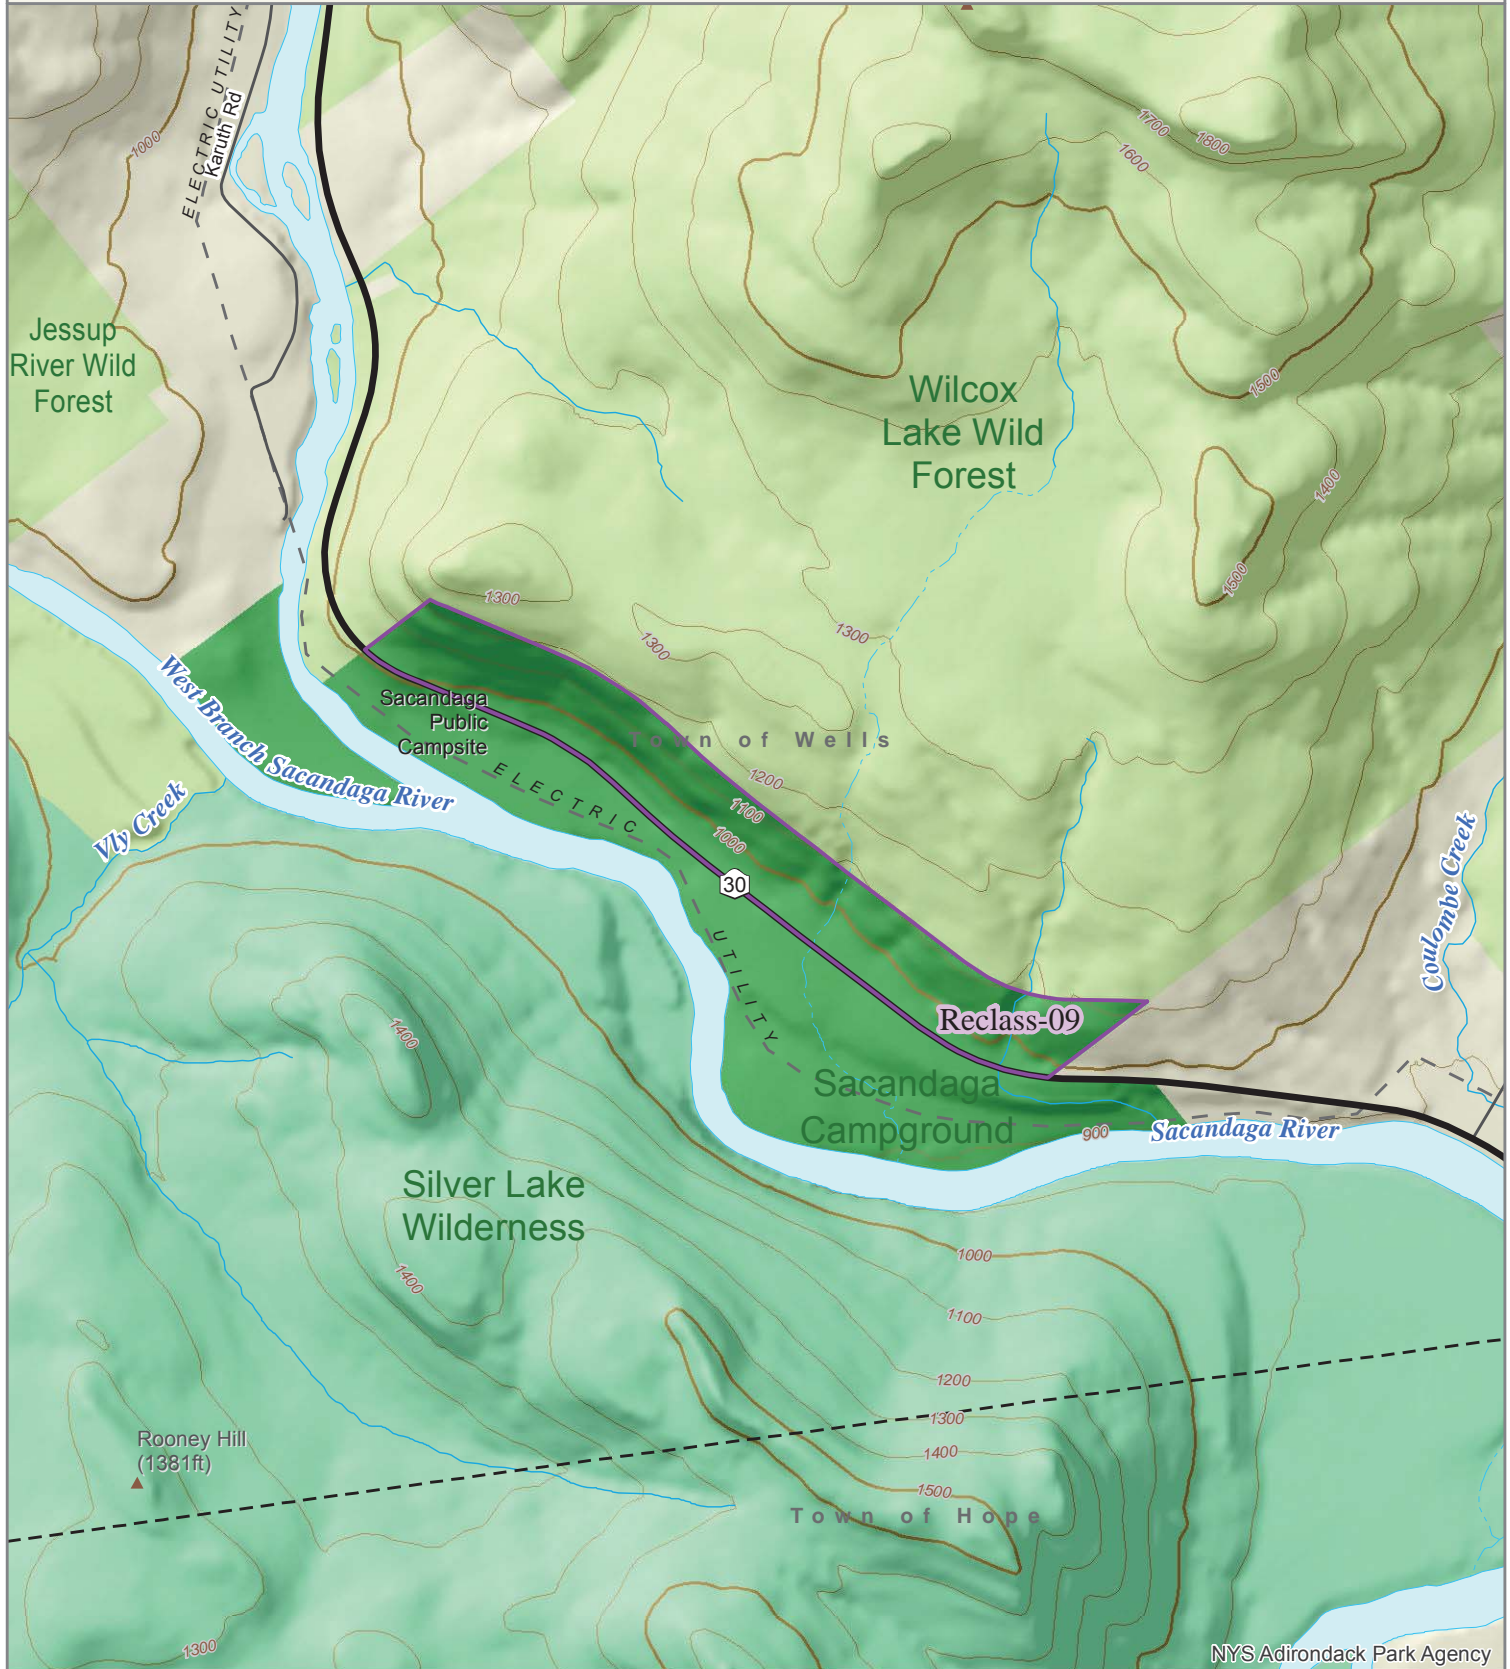 ELECTRIC UTILITY
Karuth Rd
1000
1700
1800
1600
Jessup
River Wild
Forest
Wilcox
Lake Wild
Forest
1500
1400
1500
1300
1300
1300
West Branch Sacandaga River
Sacandaga
Public
Campsite
Town of Wells
ELECTRIC UTILITY
1200
1100
1000
Vly Creek
30
Coulombe Creek
Reclass-09
1400
Sacandaga
Campground
900
Sacandaga River
Silver Lake
Wilderness
1400
1000
1100
1200
1300
1400
1500
Rooney Hill
(1381ft)
Town of Hope
1300
NYS Adirondack Park Agency